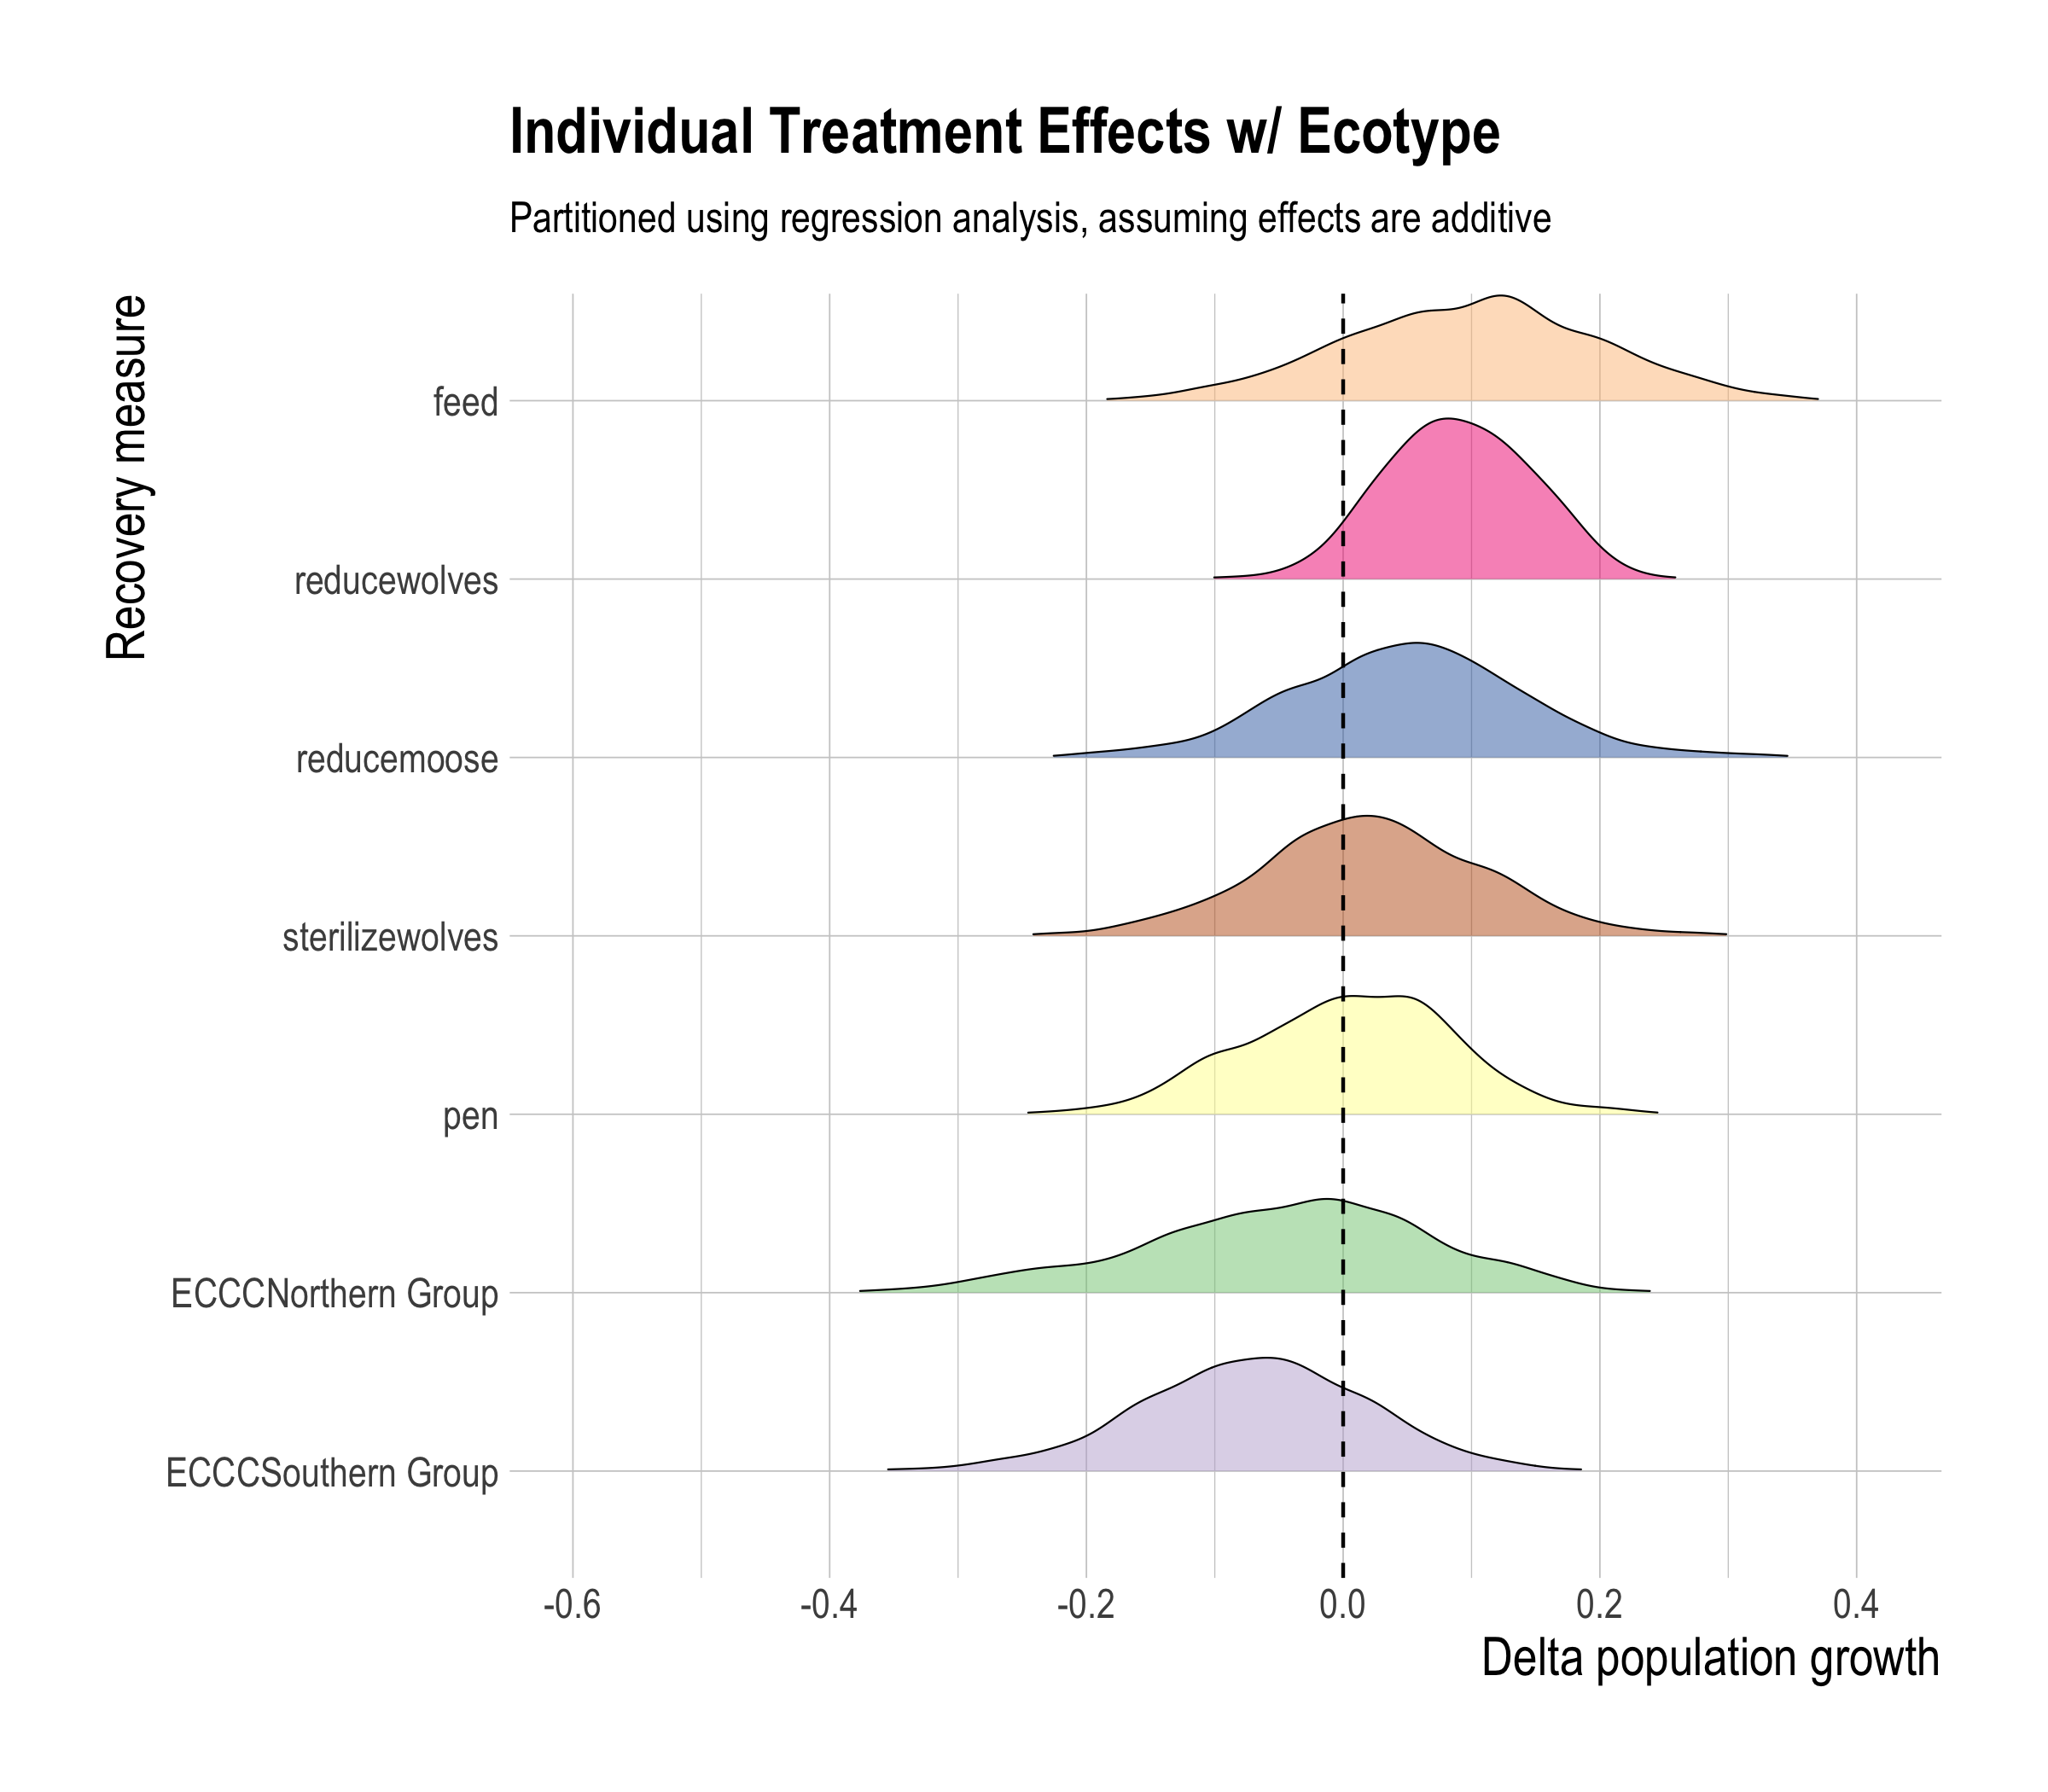 Individual Treatment Effects w/ Ecotype
Partitioned using regression analysis, assuming effects are additive
Recovery measure
feed
reducewolves
reducemoose
sterilizewolves
pen
ECCCNorthern Group
ECCCSouthern Group
-0.6 -0.4 -0.2 0.0 0.2 0.4
Delta population growth